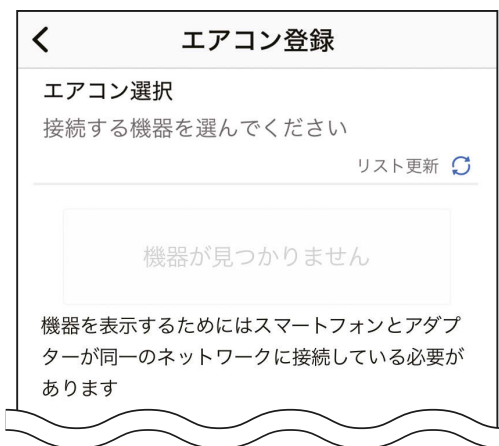 エアコン登録
エアコン選択
接続する機器を選んでください
リスト更新
機器が見つかりません
機器を表示するためにはスマートフォンとアダプ
ターが同一のネットワークに接続している必要が
あります